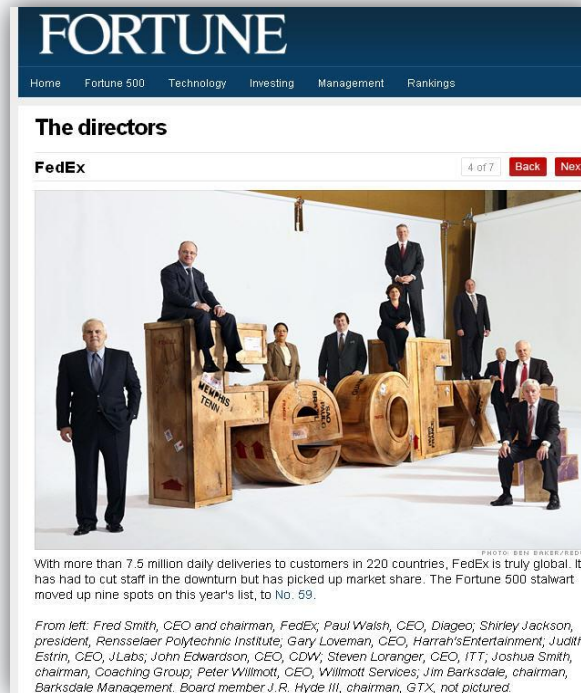 FORTUNE
Home Fortune 500 Technology Investing Management Rankings
The directors
FedEx
4 of 7 Back Nex
MEMPHIS
TENN
FedEx
PHOTO: BEN BAKER/RED
With more than 7.5 million daily deliveries to customers in 220 countries, FedEx is truly global. It
has had to cut staff in the downturn but has picked up market share. The Fortune 500 stalwart
moved up nine spots on this year's list, to No. 59.
From left: Fred Smith, CEO and chairman, FedEx; Paul Walsh, CEO, Diageo; Shirley Jackson,
president, Rensselaer Polytechnic Institute; Gary Loveman, CEO, Harrah'sEntertainment; Judith
Estrin, CEO, JLabs; John Edwardson, CEO, CDW; Steven Loranger, CEO, ITT; Joshua Smith,
chairman, Coaching Group; Peter Willmott, CEO, Willmott Services; Jim Barksdale, chairman,
Barksdale Management. Board member J.R. Hyde III, chairman, GTX, not pictured